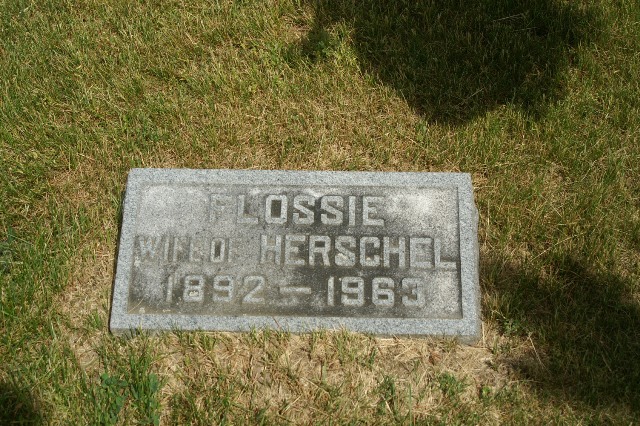 FLOSSIE
WIFE OF HERSCHEL
1892 - 1963